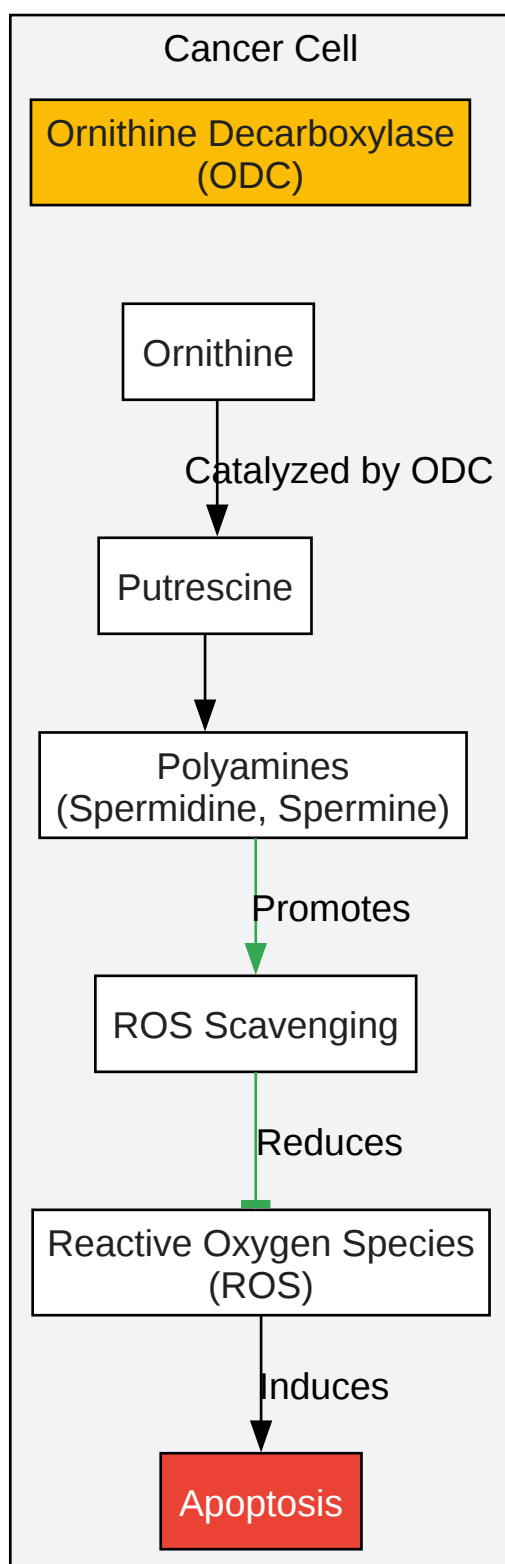 Cancer Cell
Ornithine Decarboxylase
(ODC)
Ornithine
Catalyzed by ODC
Putrescine
Polyamines
(Spermidine, Spermine)
Promotes
ROS Scavenging
Reduces
Reactive Oxygen Species
(ROS)
Induces
Apoptosis